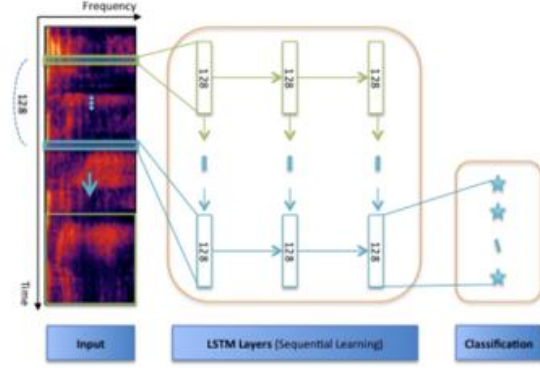 Frequency
128
Time
128
128
128
128
128
128
Input
LSTM Layers (Sequential Learning)
Classification